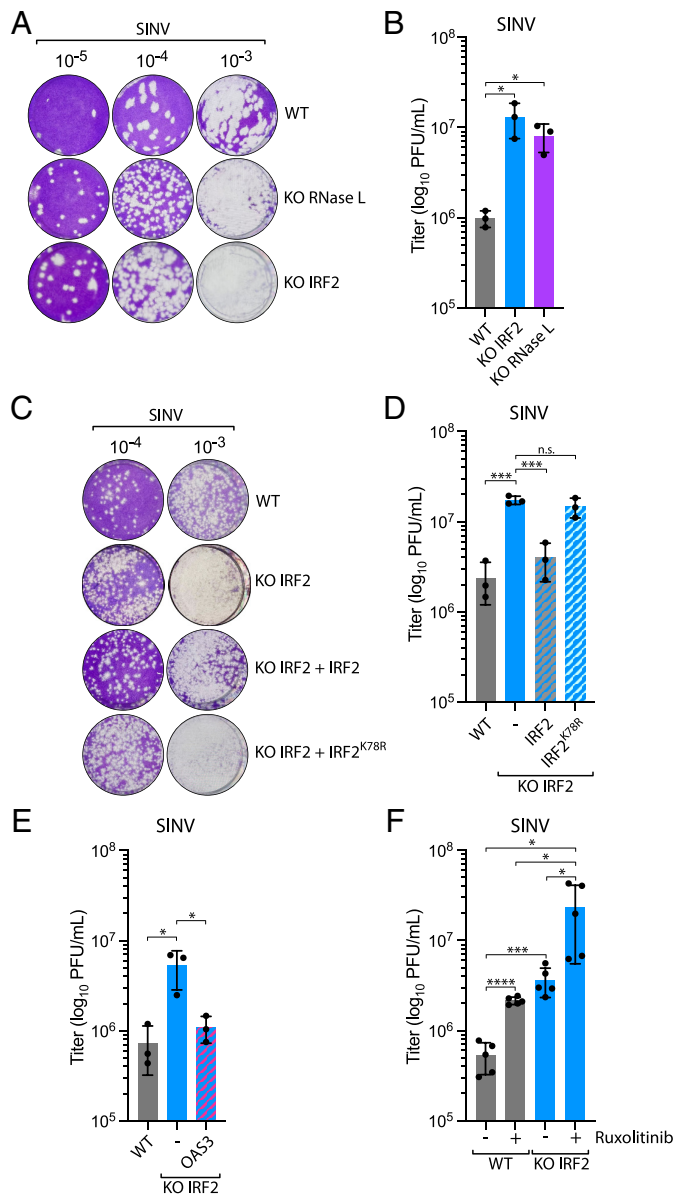 A
SINV
10-5 10-4 10-3
WT
KO RNase L
KO IRF2
B
SINV
Titer (log10 PFU/mL)
108
107
106
105
* *
WT
KO IRF2
KO RNase L
C
SINV
10-4 10-3
WT
KO IRF2
KO IRF2 + IRF2
KO IRF2 + IRF2K78R
D
SINV
Titer (log10 PFU/mL)
108
107
106
105
n.s.
*** ***
WT
-
IRF2
IRF2K78R
KO IRF2
E
SINV
Titer (log10 PFU/mL)
108
107
106
105
* *
WT
-
OAS3
KO IRF2
F
SINV
Titer (log10 PFU/mL)
108
107
106
105
*
*
*
***
****
- + - + Ruxolitinib
WT KO IRF2